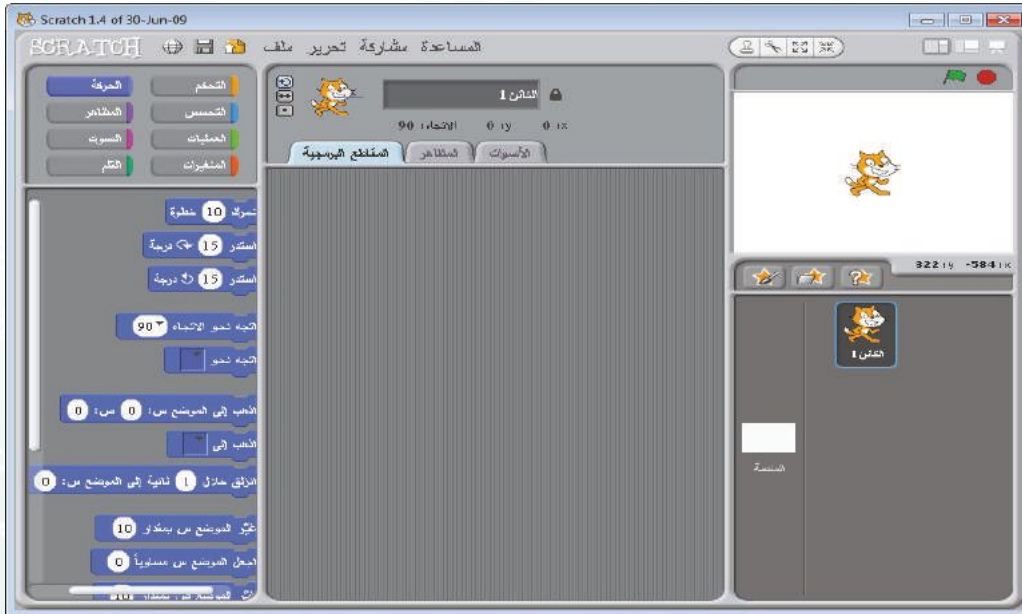 Scratch 1.4 of 30-Jun-09
SCRATCH ملف تحرير مشاركة المساعدة
الحركة التحكم
المظاهر التحسس
الصوت العمليات
القلم المتغيرات
تحرك 10 خطوة
استدر 15 درجة
استدر 15 درجة
اتجه نحو الاتجاه 90
اتجه نحو
اذهب إلى الموضع س: 0 ص: 0
اذهب إلى
انزلق خلال 1 ثانية إلى الموضع س: 0
غيّر الموضع س بمقدار 10
اجعل الموضع س مساوياً 0
الكائن 1
x: 0 y: 0 الاتجاه: 90
المقاطع البرمجية المظاهر الأصوات
x: -584 y: 322
الكائن 1
المنصة